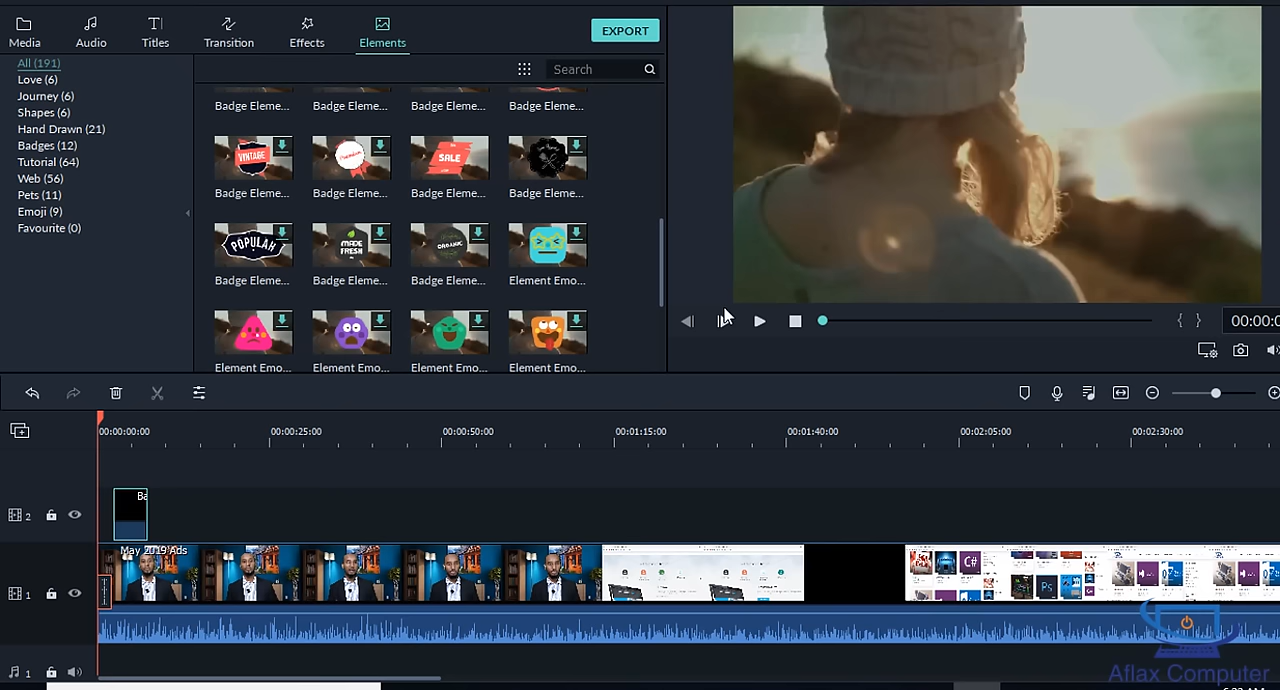 Media Audio Titles Transition Effects Elements EXPORT
All (191)
Search
Love (6)
Journey (6)
Shapes (6)
Hand Drawn (21)
Badges (12)
Tutorial (64)
Web (56)
Pets (11)
Emoji (9)
Favourite (0)
Badge Eleme... Badge Eleme... Badge Eleme... Badge Eleme...
VINTAGE Premium SALE
Badge Eleme... Badge Eleme... Badge Eleme... Badge Eleme...
POPULAR MADE FRESH ORGANIC
Badge Eleme... Badge Eleme... Badge Eleme... Element Emo...
Element Emo... Element Emo... Element Emo... Element Emo...
{ } 00:00:0
00:00:00:00 00:00:25:00 00:00:50:00 00:01:15:00 00:01:40:00 00:02:05:00 00:02:30:00
Ba
2
May 2019 Ads
C#
Ps
1
1
Aflax Computer